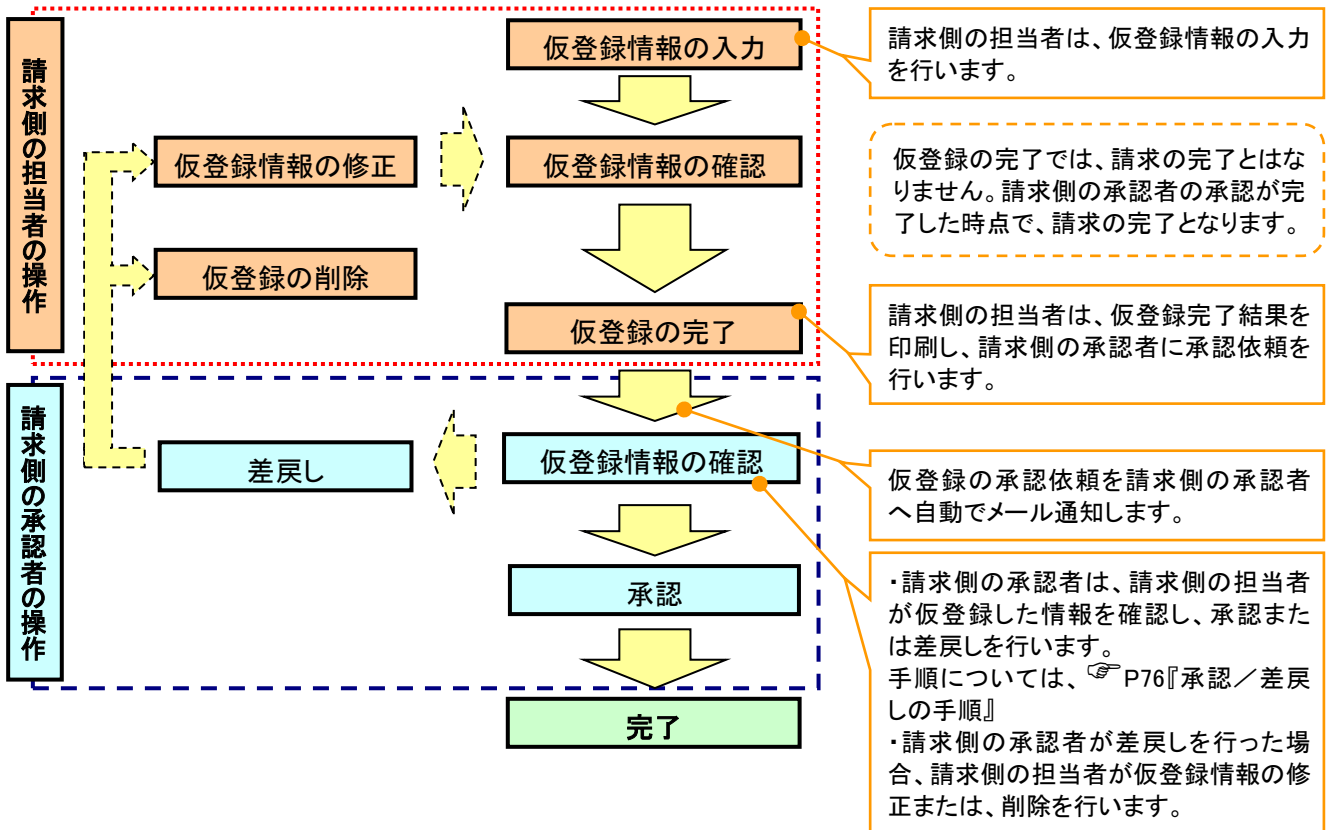 請求側の担当者の操作
仮登録情報の入力
仮登録情報の修正
仮登録情報の確認
仮登録の削除
仮登録の完了
請求側の承認者の操作
差戻し
仮登録情報の確認
承認
完了
請求側の担当者は、仮登録情報の入力
を行います。
仮登録の完了では、請求の完了とはな
りません。請求側の承認者の承認が完
了した時点で、請求の完了となります。
請求側の担当者は、仮登録完了結果を
印刷し、請求側の承認者に承認依頼を
行います。
仮登録の承認依頼を請求側の承認者
へ自動でメール通知します。
・請求側の承認者は、請求側の担当者
が仮登録した情報を確認し、承認また
は差戻しを行います。
手順については、☞P76『承認／差戻
しの手順』
・請求側の承認者が差戻しを行った場
合、請求側の担当者が仮登録情報の修
正または、削除を行います。